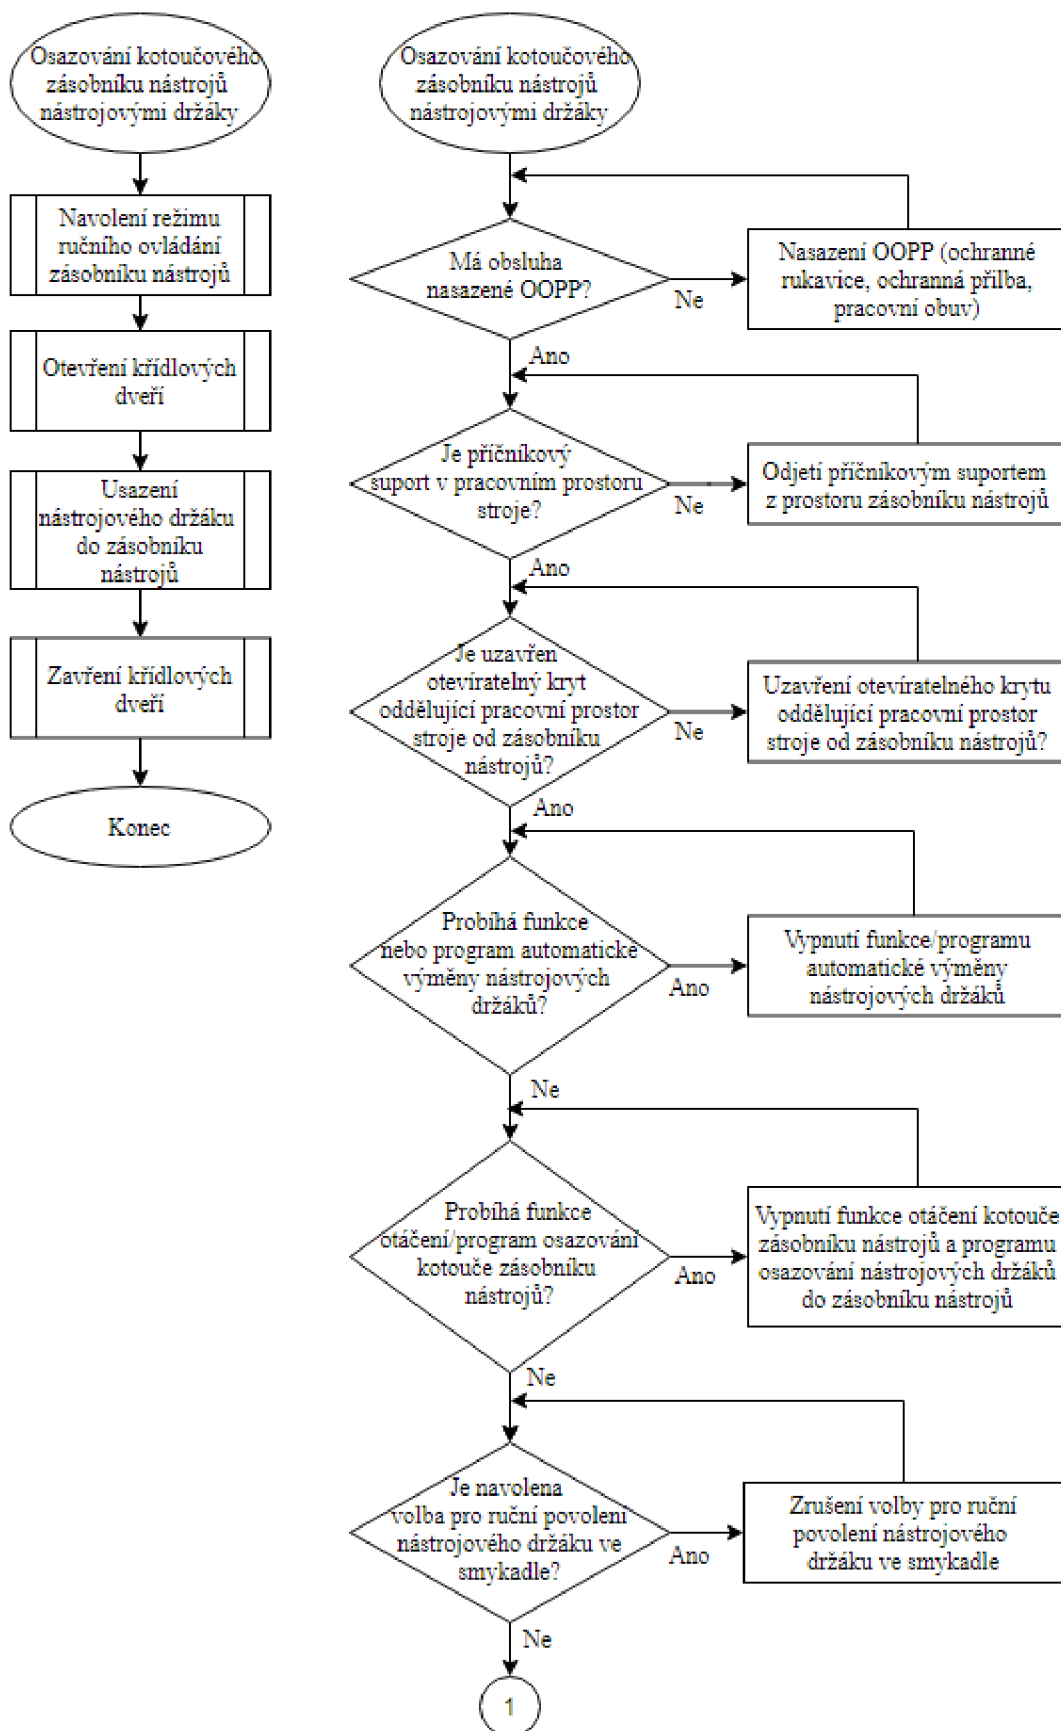 Osazování kotoučového
zásobníku nástrojů
nástrojovými držáky
Navolení režimu
ručního ovládání
zásobníku nástrojů
Otevření křídlových
dveří
Usazení
nástrojového držáku
do zásobníku
nástrojů
Zavření křídlových
dveří
Konec
Osazování kotoučového
zásobníku nástrojů
nástrojovými držáky
Má obsluha
nasazené OOPP?
Ne
Nasazení OOPP (ochranné
rukavice, ochranná přilba,
pracovní obuv)
Ano
Je příčníkový
suport v pracovním prostoru
stroje?
Ne
Odjetí příčníkovým suportem
z prostoru zásobníku nástrojů
Ano
Je uzavřen
otevíratelný kryt
oddělující pracovní prostor
stroje od zásobníku
nástrojů?
Ne
Uzavření otevíratelného krytu
oddělující pracovní prostor
stroje od zásobníku nástrojů?
Ano
Probíhá funkce
nebo program automatické
výměny nástrojových
držáků?
Ano
Vypnutí funkce/programu
automatické výměny
nástrojových držáků
Ne
Probíhá funkce
otáčení/program osazování
kotouče zásobníku
nástrojů?
Ano
Vypnutí funkce otáčení kotouče
zásobníku nástrojů a programu
osazování nástrojových držáků
do zásobníku nástrojů
Ne
Je navolena
volba pro ruční povolení
nástrojového držáku ve
smykadle?
Ano
Zrušení volby pro ruční
povolení nástrojového
držáku ve smykadle
Ne
1